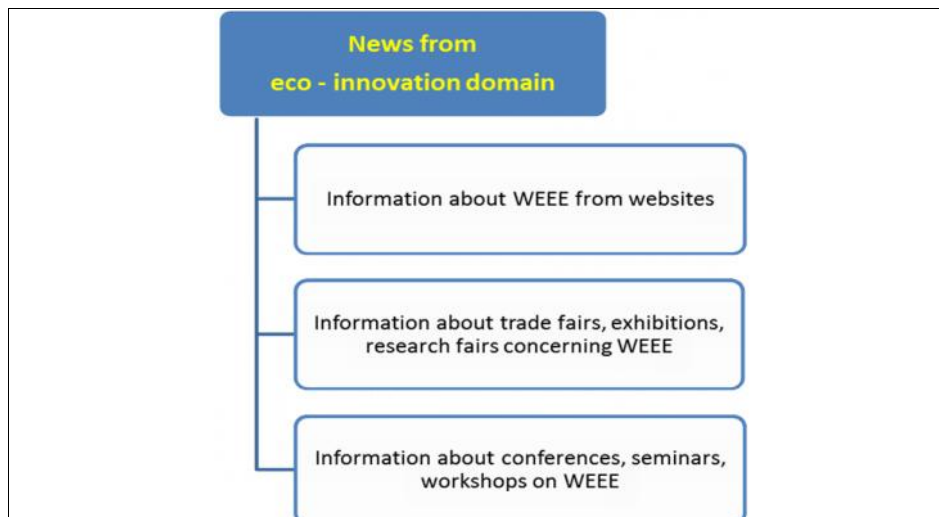 News from
eco - innovation domain
Information about WEEE from websites
Information about trade fairs, exhibitions,
research fairs concerning WEEE
Information about conferences, seminars,
workshops on WEEE